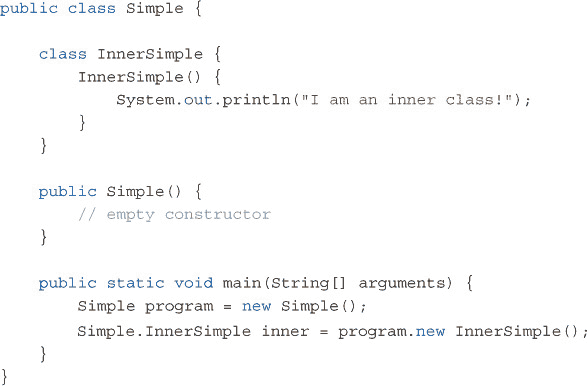 public class Simple {
class InnerSimple {
InnerSimple() {
System.out.println("I am an inner class!");
}
}
public Simple() {
// empty constructor
}
public static void main(String[] arguments) {
Simple program = new Simple();
Simple.InnerSimple inner = program.new InnerSimple();
}
}